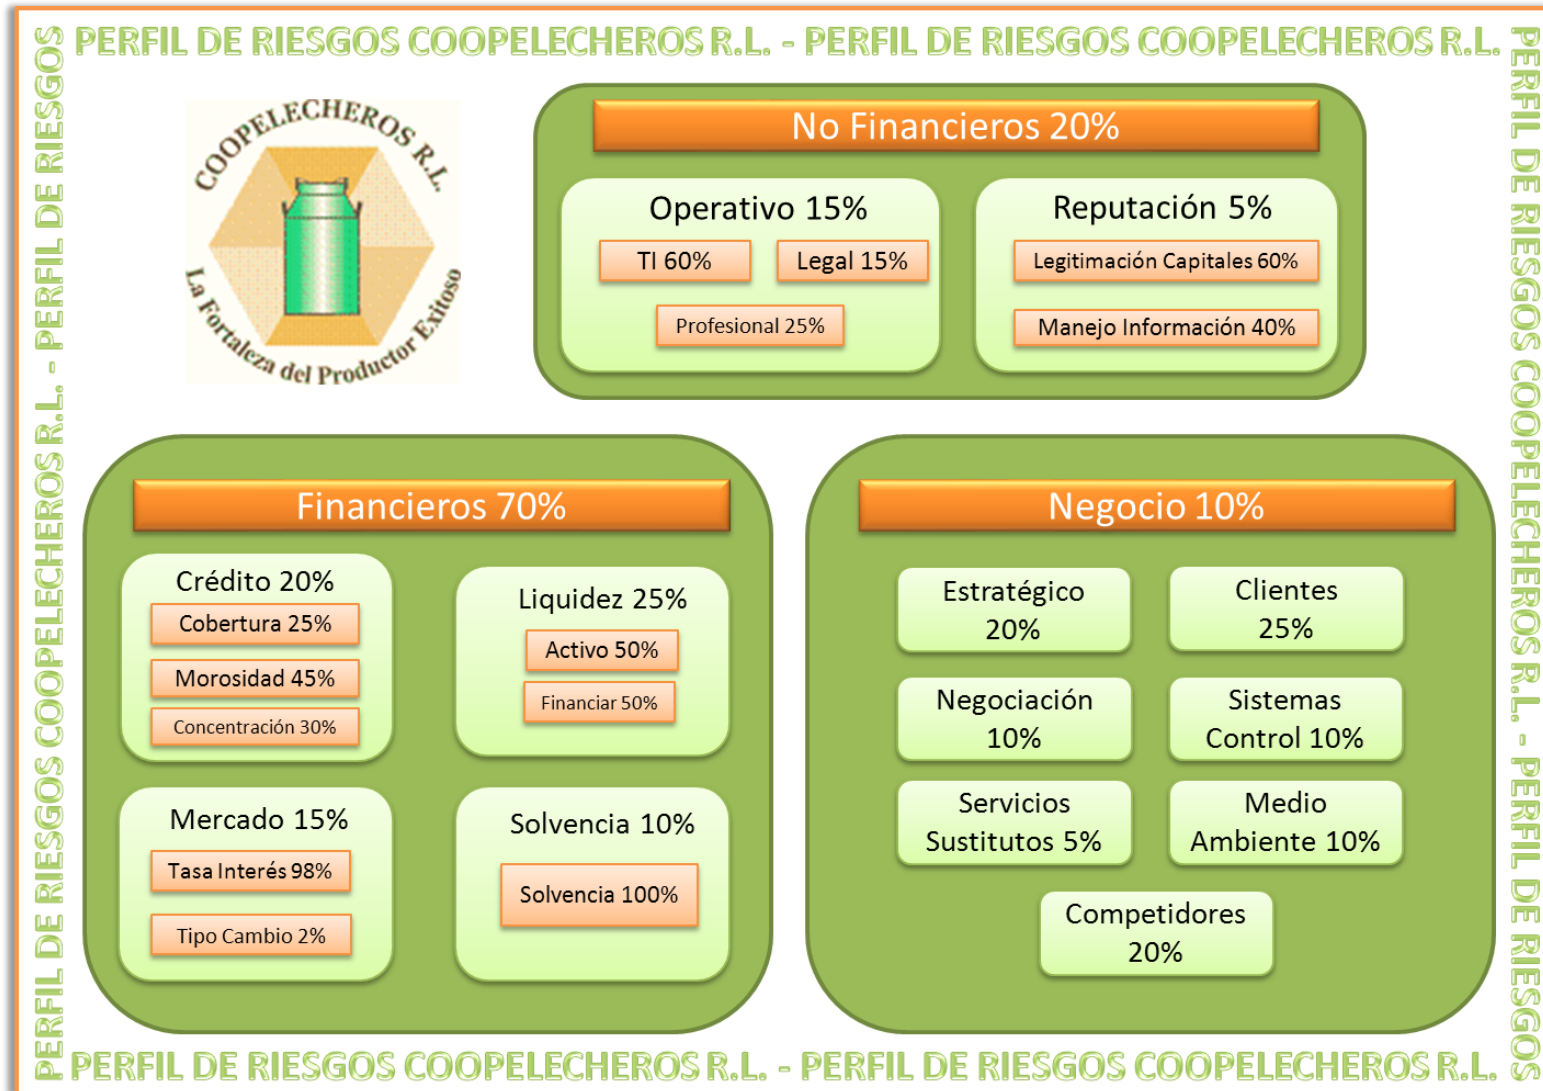 PERFIL DE RIESGOS COOPELECHEROS R.L. - PERFIL DE RIESGOS COOPELECHEROS R.L.
PERFIL DE RIESGOS COOPELECHEROS R.L. - PERFIL DE RIESGOS
PERFIL DE RIESGOS COOPELECHEROS R.L. - PERFIL DE RIESGOS
COOPELECHEROS R.L.
La Fortaleza del Productor Exitoso
No Financieros 20%
Operativo 15%
TI 60%
Legal 15%
Profesional 25%
Reputación 5%
Legitimación Capitales 60%
Manejo Información 40%
Financieros 70%
Crédito 20%
Cobertura 25%
Morosidad 45%
Concentración 30%
Liquidez 25%
Activo 50%
Financiar 50%
Mercado 15%
Tasa Interés 98%
Tipo Cambio 2%
Solvencia 10%
Solvencia 100%
Negocio 10%
Estratégico
20%
Clientes
25%
Negociación
10%
Sistemas
Control 10%
Servicios
Sustitutos 5%
Medio
Ambiente 10%
Competidores
20%
PERFIL DE RIESGOS COOPELECHEROS R.L. - PERFIL DE RIESGOS COOPELECHEROS R.L.